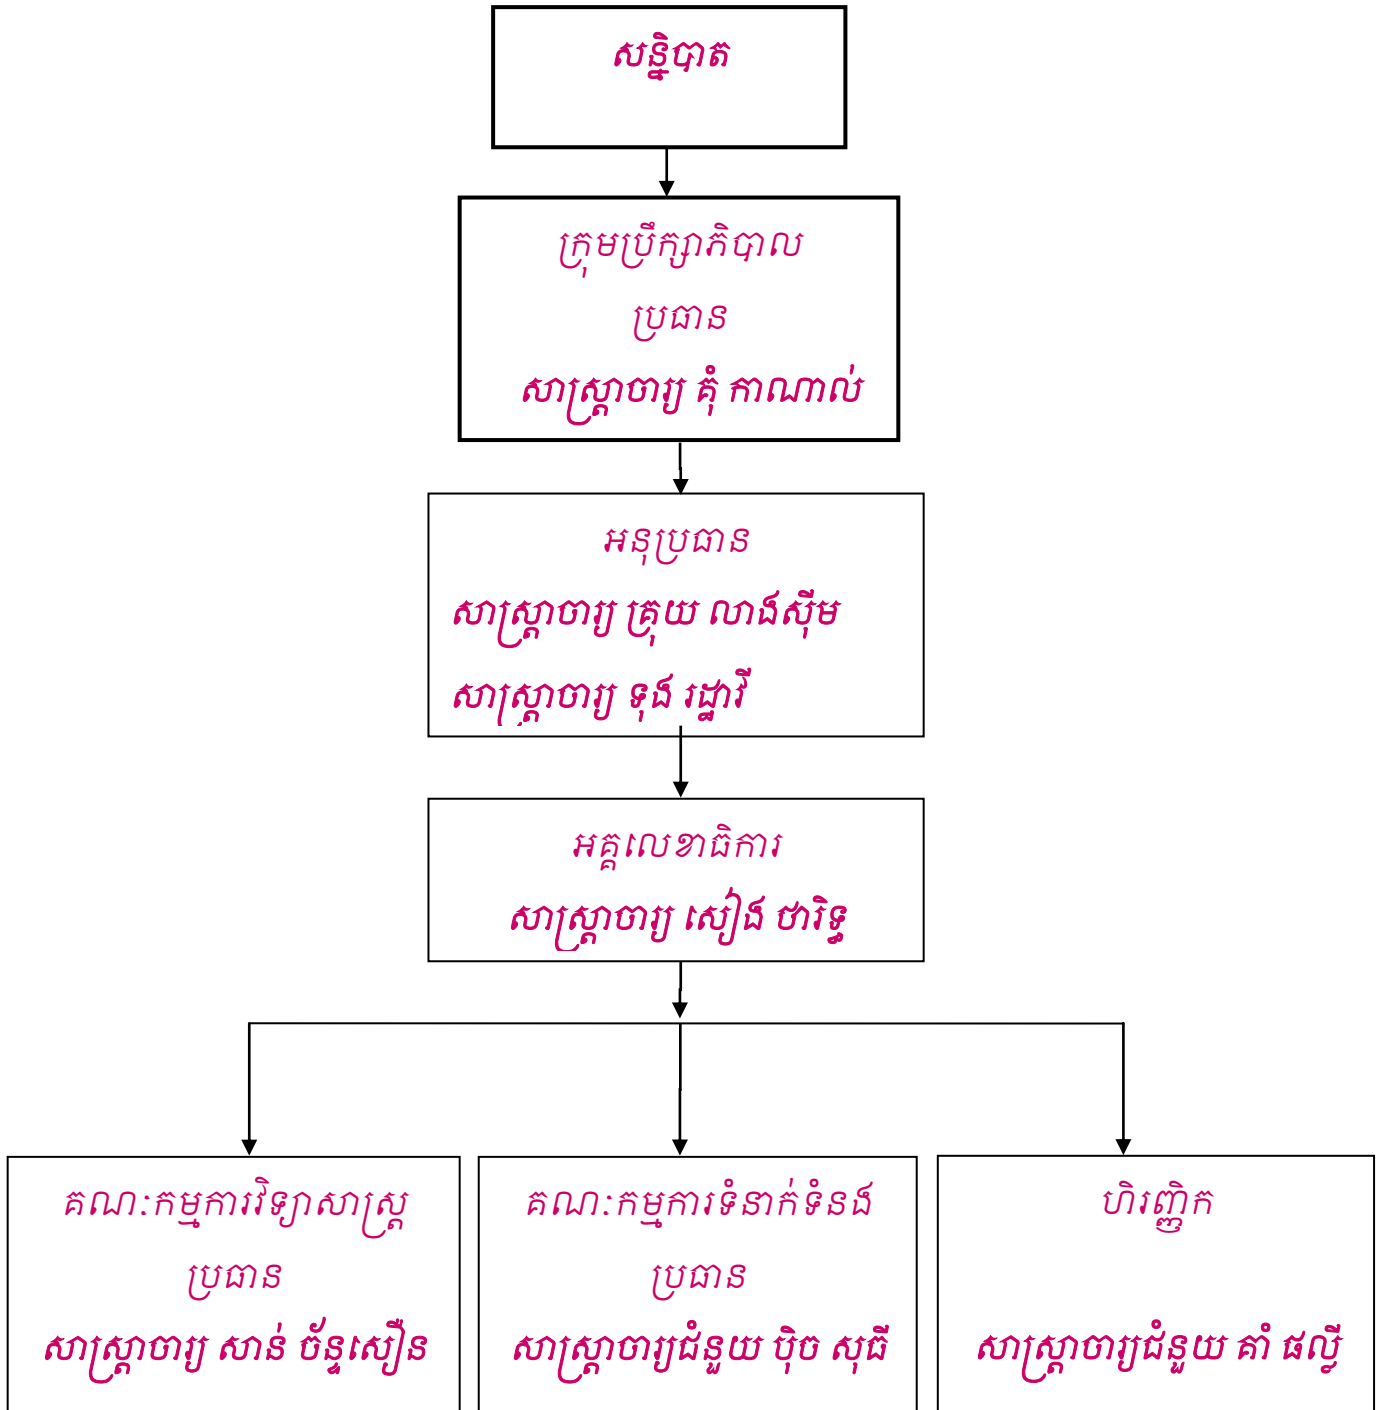 សន្និបាត
ក្រុមប្រឹក្សាភិបាល
ប្រធាន
សាស្ត្រាចារ្យ គុំ កាណាល់
អនុប្រធាន
សាស្ត្រាចារ្យ គ្រុយ លាងស៊ីម
សាស្ត្រាចារ្យ ទុង រដ្ឋាវី
អគ្គលេខាធិការ
សាស្ត្រាចារ្យ សៀង ថារិទ្ធ
គណៈកម្មការវិទ្យាសាស្ត្រ
ប្រធាន
សាស្ត្រាចារ្យ សាន់ ច័ន្ទសឿន
គណៈកម្មការទំនាក់ទំនង
ប្រធាន
សាស្ត្រាចារ្យជំនួយ ប៉ិច សុធី
ហិរញ្ញិក
សាស្ត្រាចារ្យជំនួយ គាំ ផល្លី